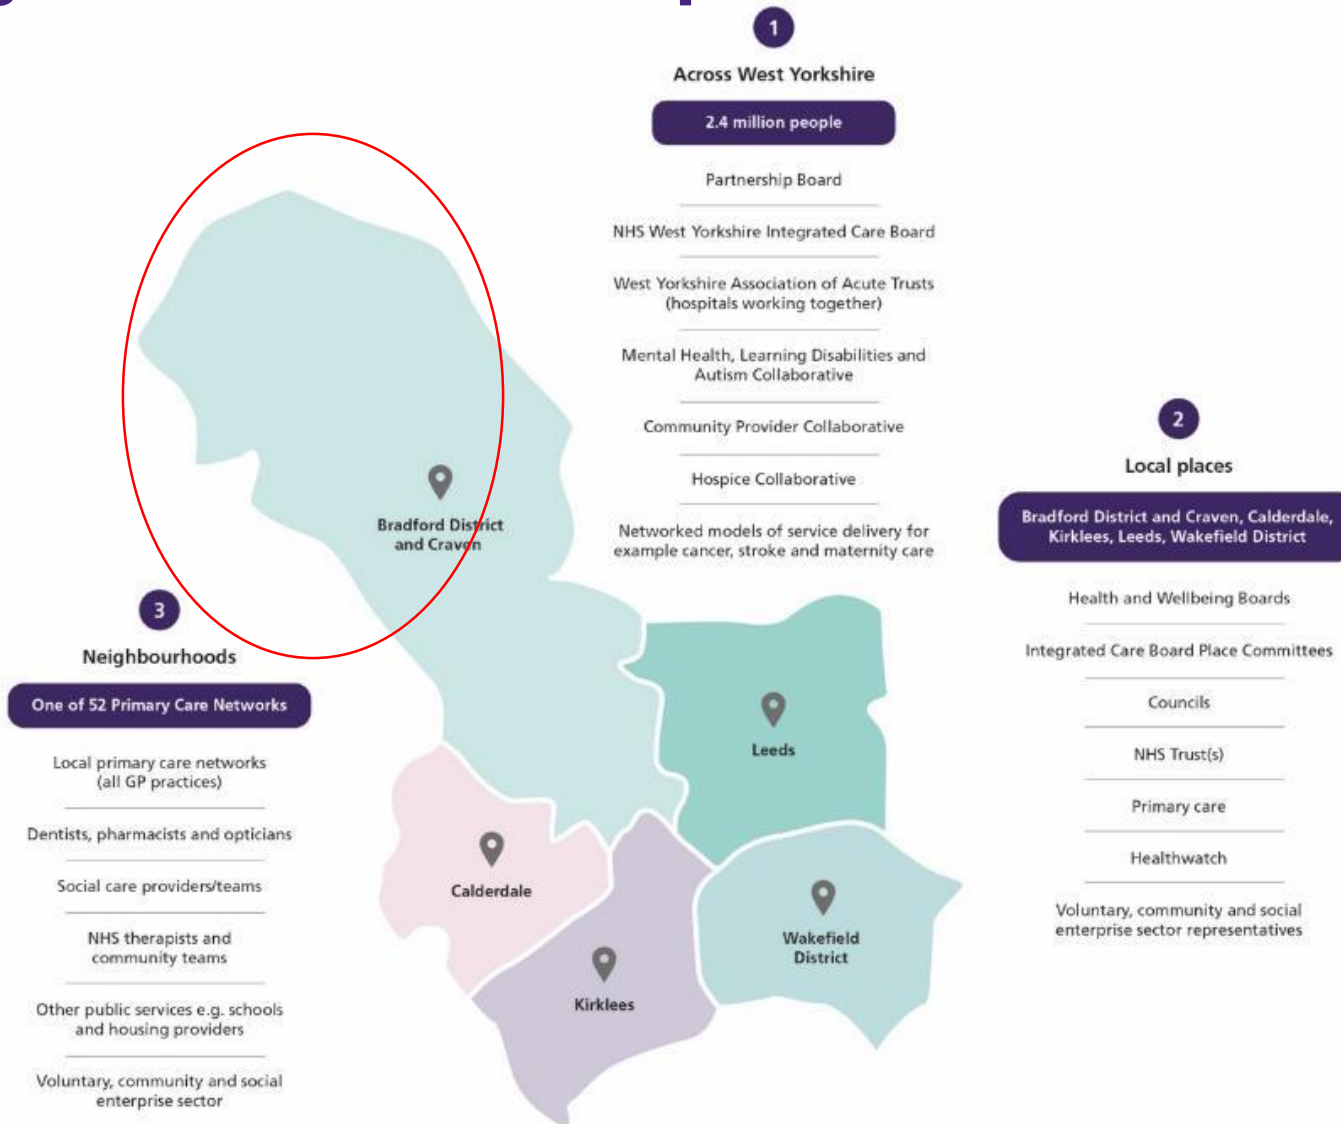 1
Across West Yorkshire
2.4 million people
Partnership Board
NHS West Yorkshire Integrated Care Board
West Yorkshire Association of Acute Trusts
(hospitals working together)
Mental Health, Learning Disabilities and
Autism Collaborative
Community Provider Collaborative
Hospice Collaborative
Networked models of service delivery for
example cancer, stroke and maternity care
2
Local places
Bradford District and Craven, Calderdale,
Kirklees, Leeds, Wakefield District
Health and Wellbeing Boards
Integrated Care Board Place Committees
Councils
NHS Trust(s)
Primary care
Healthwatch
Voluntary, community and social
enterprise sector representatives
3
Neighbourhoods
One of 52 Primary Care Networks
Local primary care networks
(all GP practices)
Dentists, pharmacists and opticians
Social care providers/teams
NHS therapists and
community teams
Other public services e.g. schools
and housing providers
Voluntary, community and social
enterprise sector
Bradford District
and Craven
Leeds
Calderdale
Wakefield
District
Kirklees